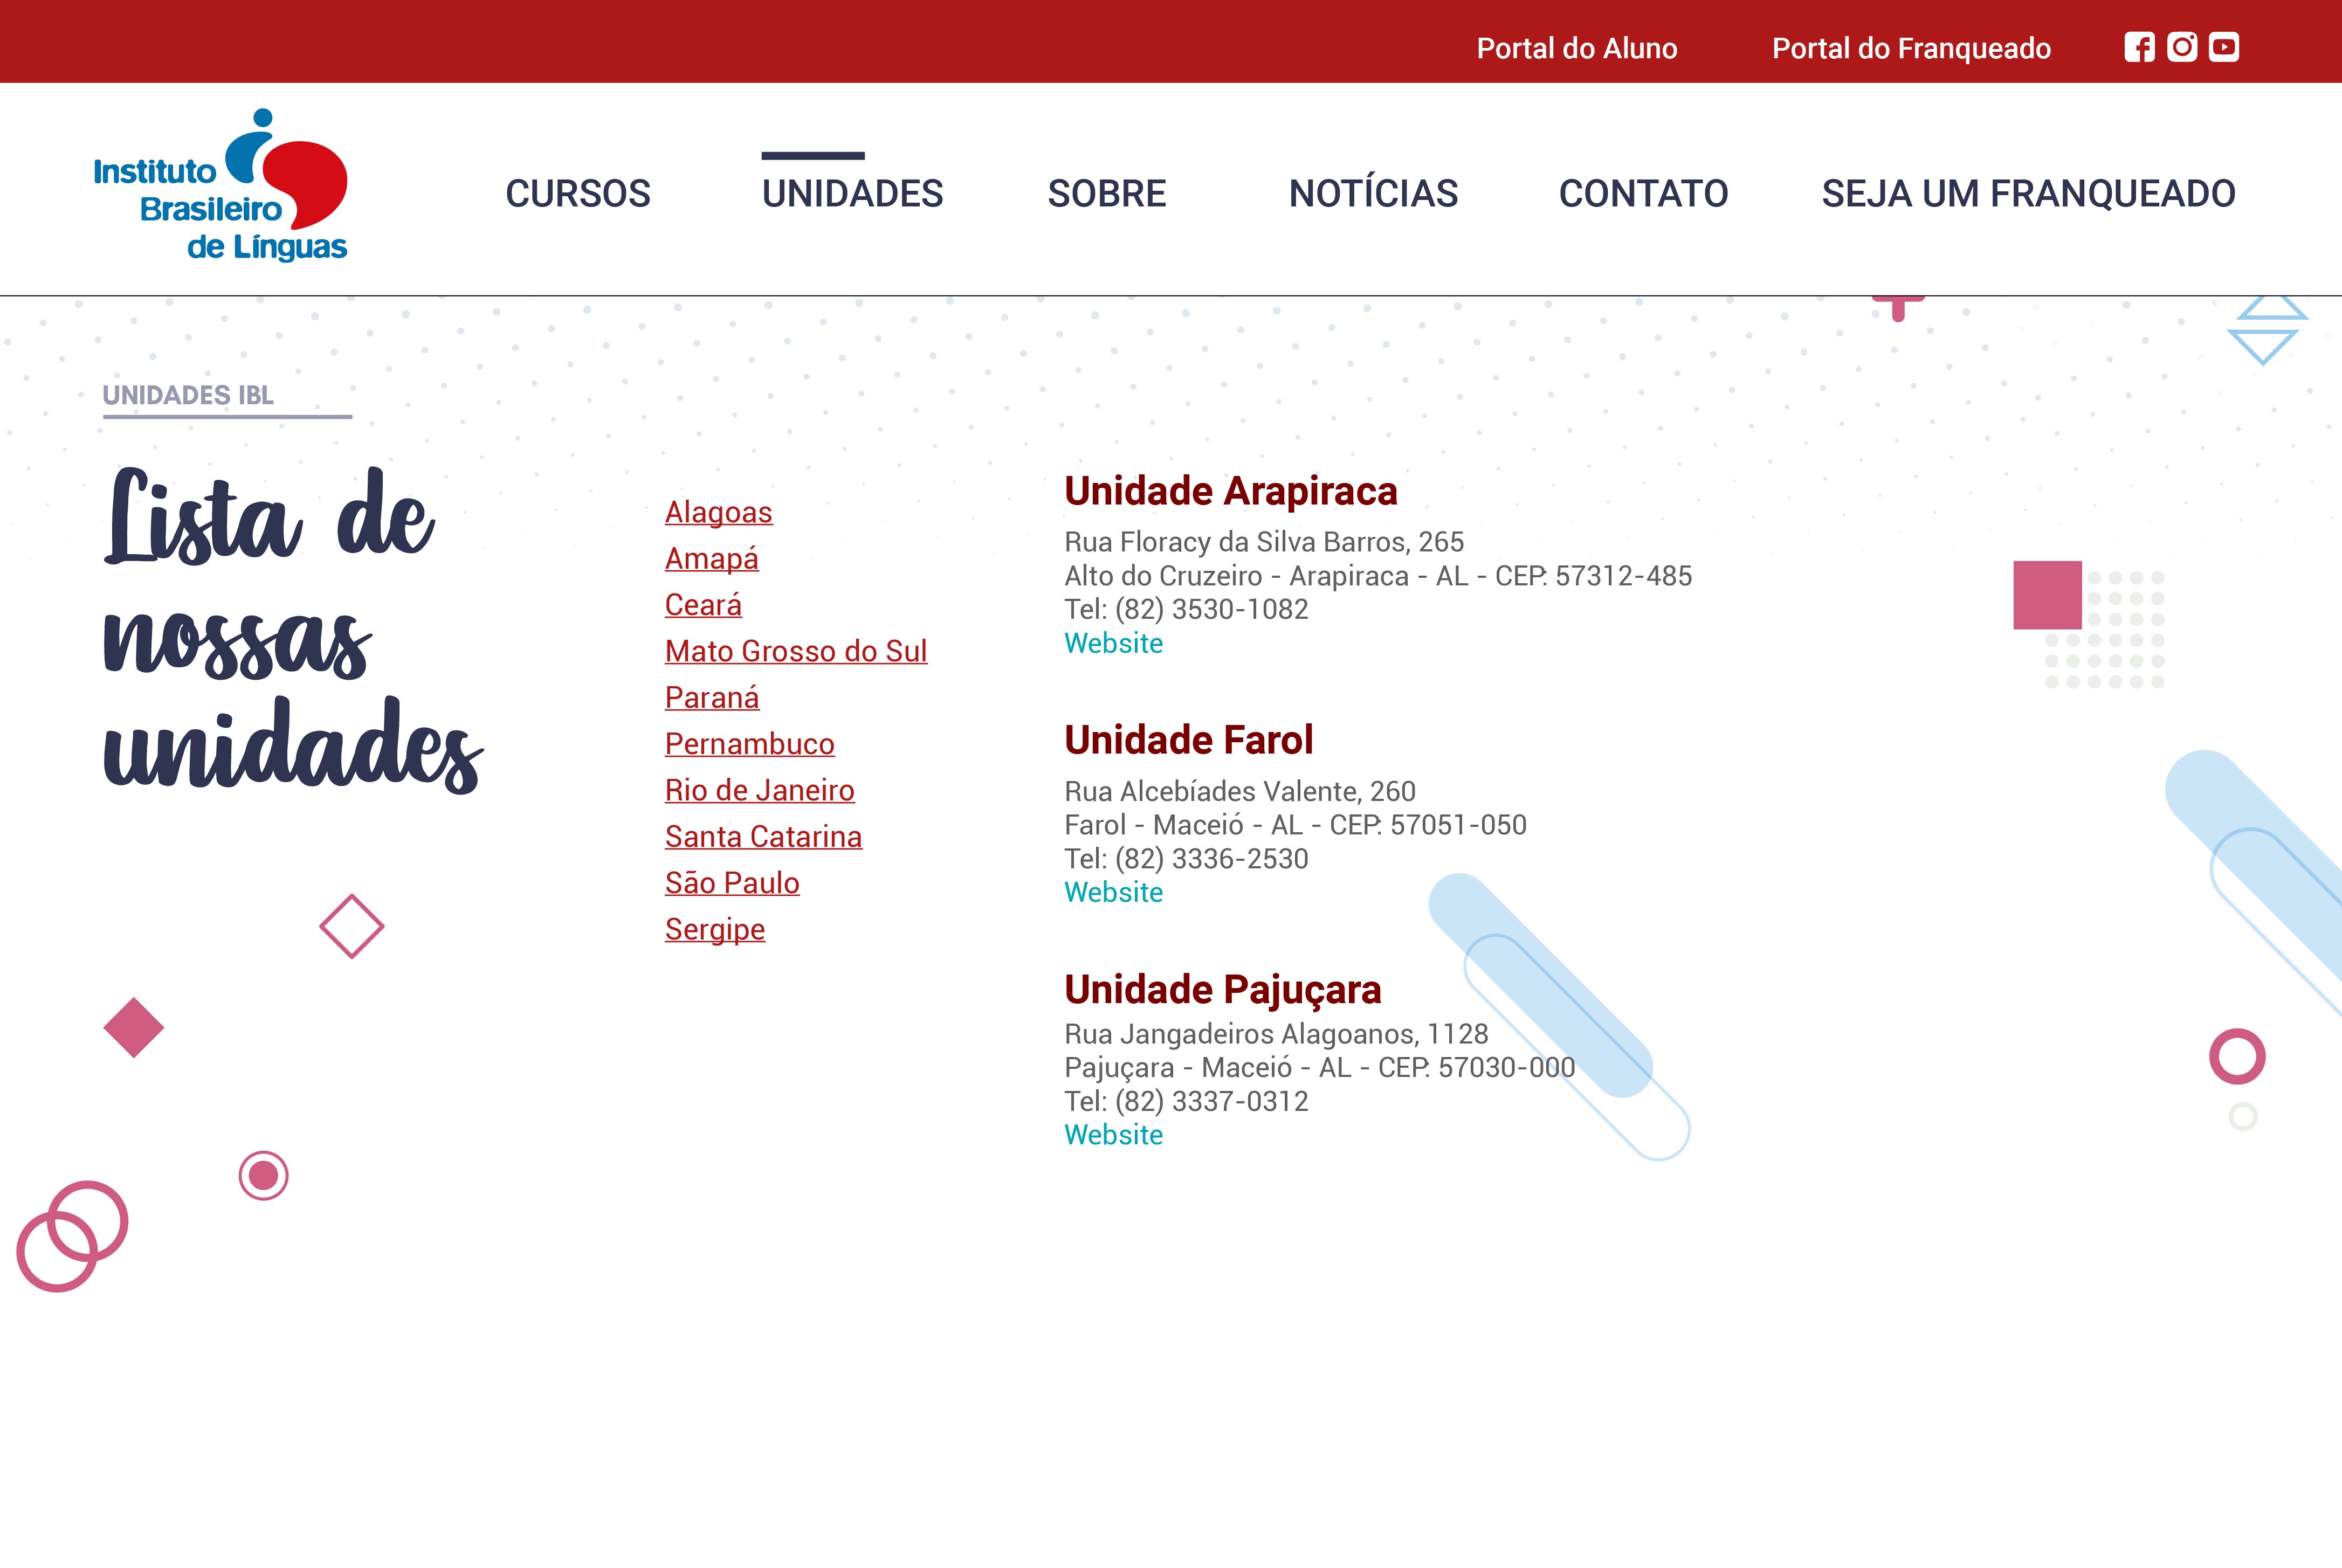 Portal do Aluno
Portal do Franqueado
Instituto
Brasileiro
de Línguas
CURSOS
UNIDADES
SOBRE
NOTÍCIAS
CONTATO
SEJA UM FRANQUEADO
UNIDADES IBL
Lista de
nossas
unidades
Alagoas
Amapá
Ceará
Mato Grosso do Sul
Paraná
Pernambuco
Rio de Janeiro
Santa Catarina
São Paulo
Sergipe
Unidade Arapiraca
Rua Floracy da Silva Barros, 265
Alto do Cruzeiro - Arapiraca - AL - CEP: 57312-485
Tel: (82) 3530-1082
Website
Unidade Farol
Rua Alcebíades Valente, 260
Farol - Maceió - AL - CEP: 57051-050
Tel: (82) 3336-2530
Website
Unidade Pajuçara
Rua Jangadeiros Alagoanos, 1128
Pajuçara - Maceió - AL - CEP: 57030-000
Tel: (82) 3337-0312
Website